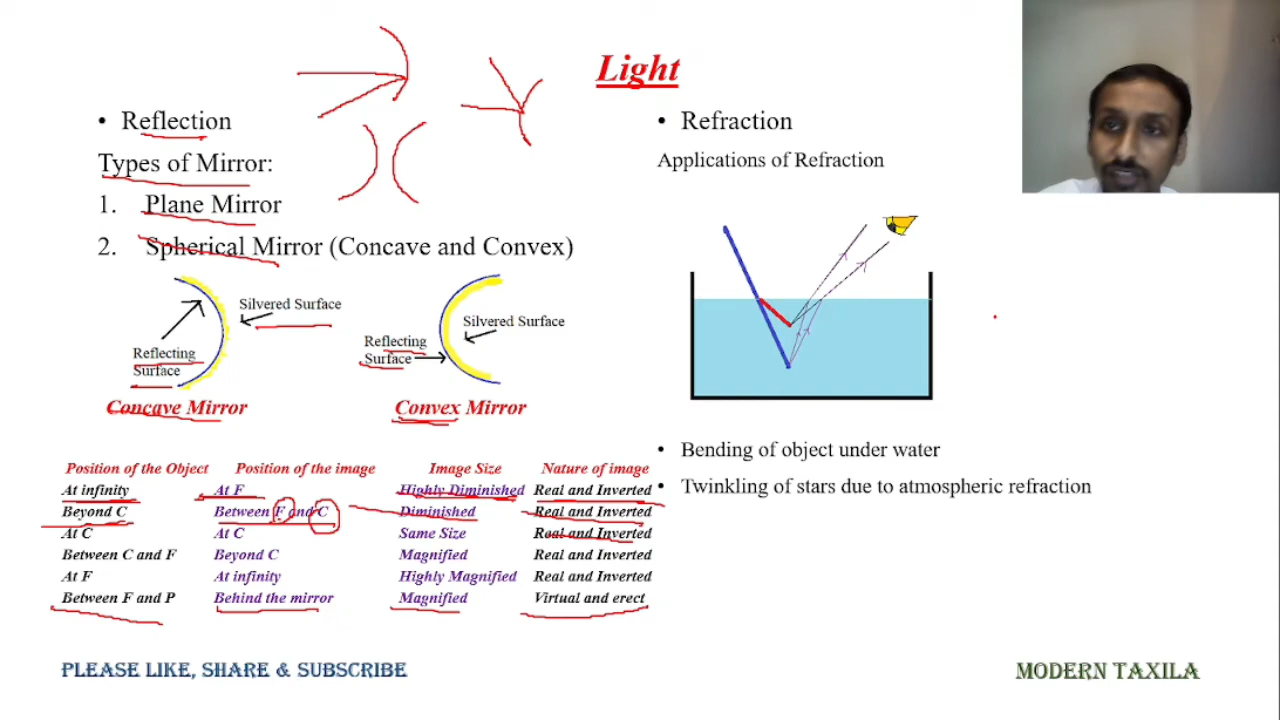 Light
• Reflection
Types of Mirror:
1. Plane Mirror
2. Spherical Mirror (Concave and Convex)
Silvered Surface
Reflecting
Surface
Concave Mirror
Silvered Surface
Reflecting
Surface
Convex Mirror
Position of the Object Position of the image Image Size Nature of image
At infinity At F Highly Diminished Real and Inverted
Beyond C Between F and C Diminished Real and Inverted
At C At C Same Size Real and Inverted
Between C and F Beyond C Magnified Real and Inverted
At F At infinity Highly Magnified Real and Inverted
Between F and P Behind the mirror Magnified Virtual and erect
• Refraction
Applications of Refraction
• Bending of object under water
• Twinkling of stars due to atmospheric refraction
PLEASE LIKE, SHARE & SUBSCRIBE
MODERN TAXILA